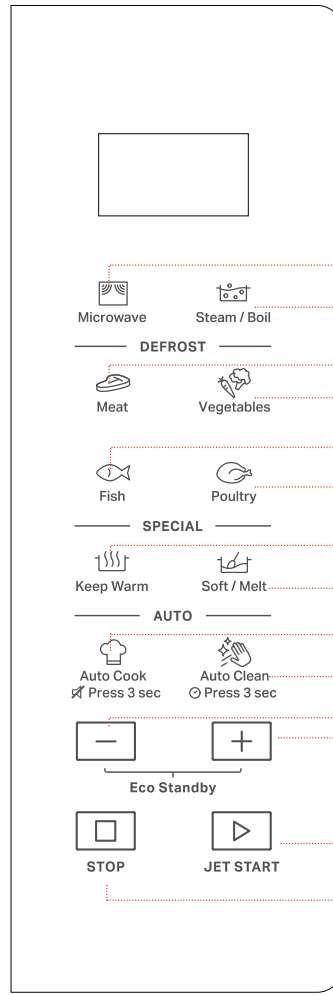 Microwave
Steam / Boil
DEFROST
Meat
Vegetables
Fish
Poultry
SPECIAL
Keep Warm
Soft / Melt
AUTO
Auto Cook
Press 3 sec
Auto Clean
Press 3 sec
Eco Standby
STOP
JET START